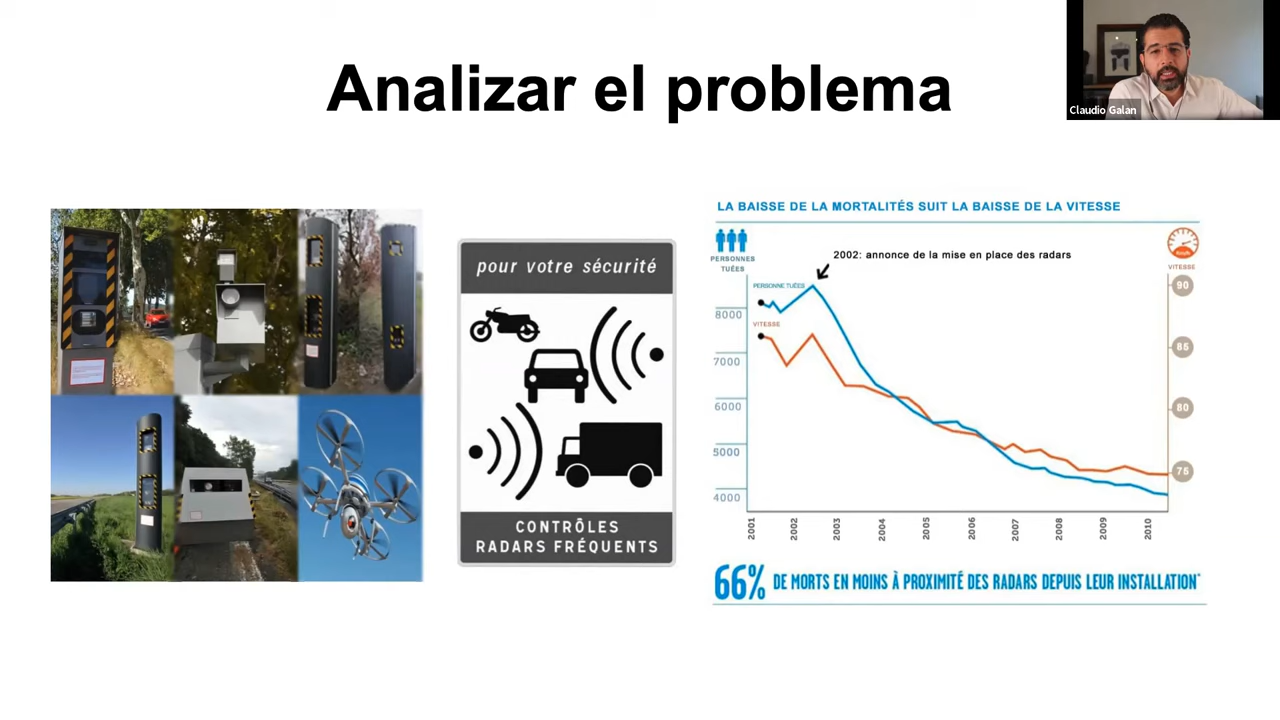 Analizar el problema
Claudio Galan
pour votre sécurité
CONTRÔLES
RADARS FRÉQUENTS
LA BAISSE DE LA MORTALITÉS SUIT LA BAISSE DE LA VITESSE
PERSONNES
TUÉES
2002: annonce de la mise en place des radars
VITESSE
PERSONNE TUÉES
VITESSE
8000
7000
6000
5000
4000
90
85
80
75
2001
2002
2003
2004
2005
2006
2007
2008
2009
2010
66% DE MORTS EN MOINS À PROXIMITÉ DES RADARS DEPUIS LEUR INSTALLATION*